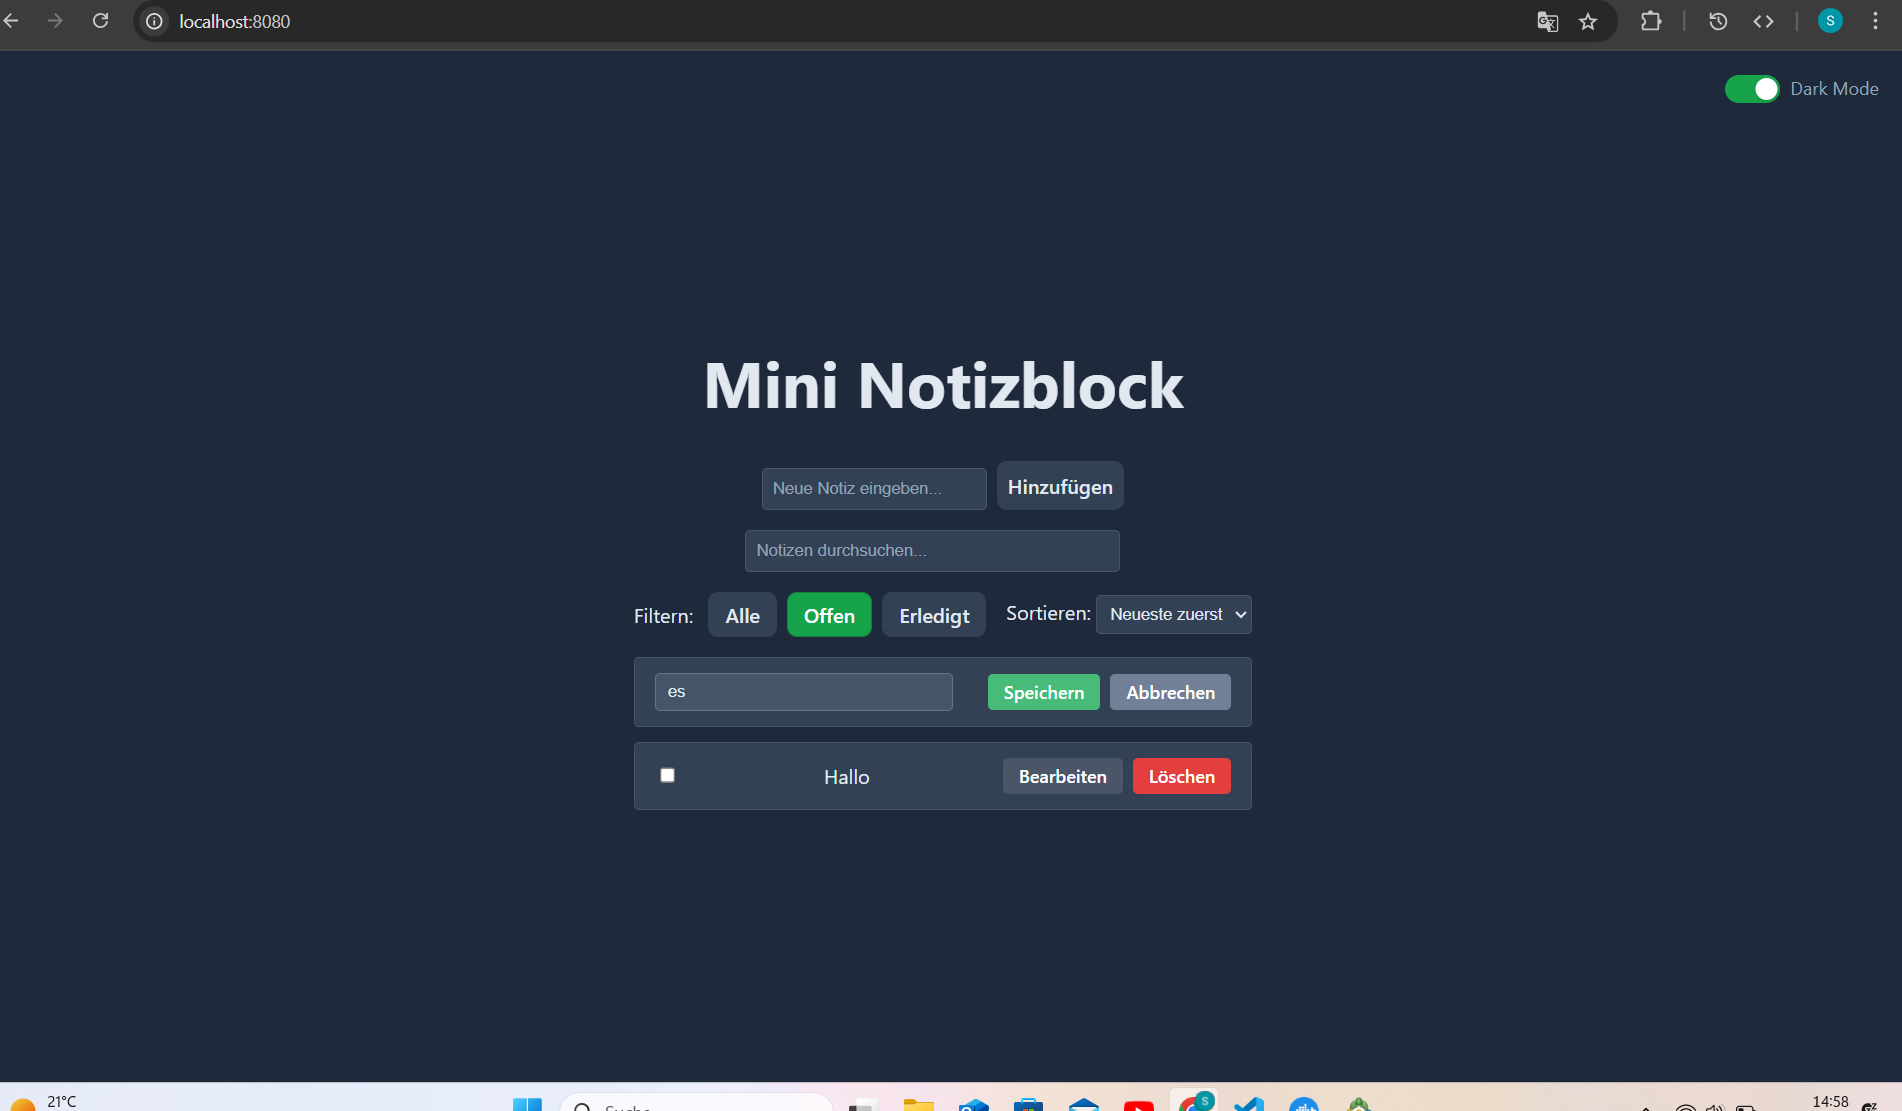 localhost:8080
S
Dark Mode
Mini Notizblock
Neue Notiz eingeben...
Hinzufügen
Notizen durchsuchen...
Filtern: Alle Offen Erledigt Sortieren: Neueste zuerst
es Speichern Abbrechen
Hallo Bearbeiten Löschen
21°C
Suche
S
14:58